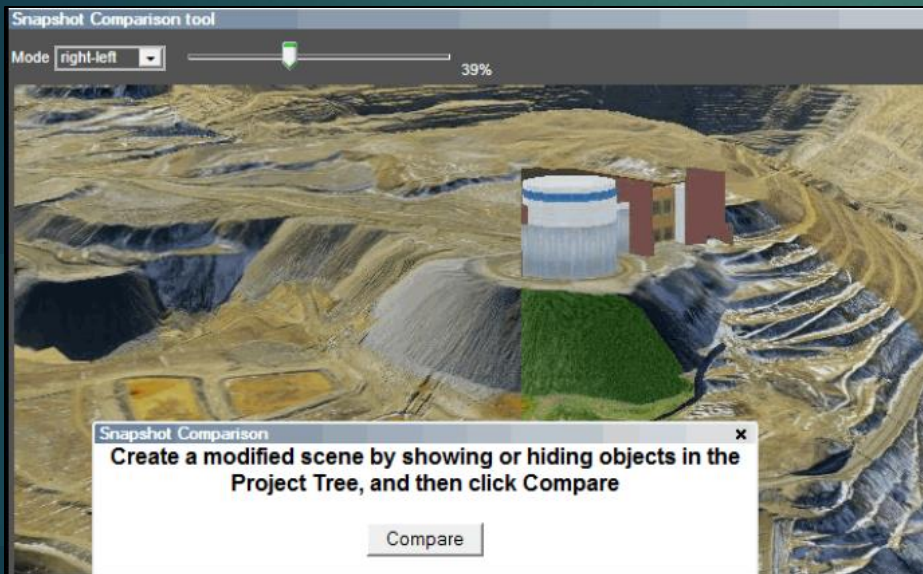 Snapshot Comparison tool
Mode right-left
39%
Snapshot Comparison
Create a modified scene by showing or hiding objects in the
Project Tree, and then click Compare
Compare